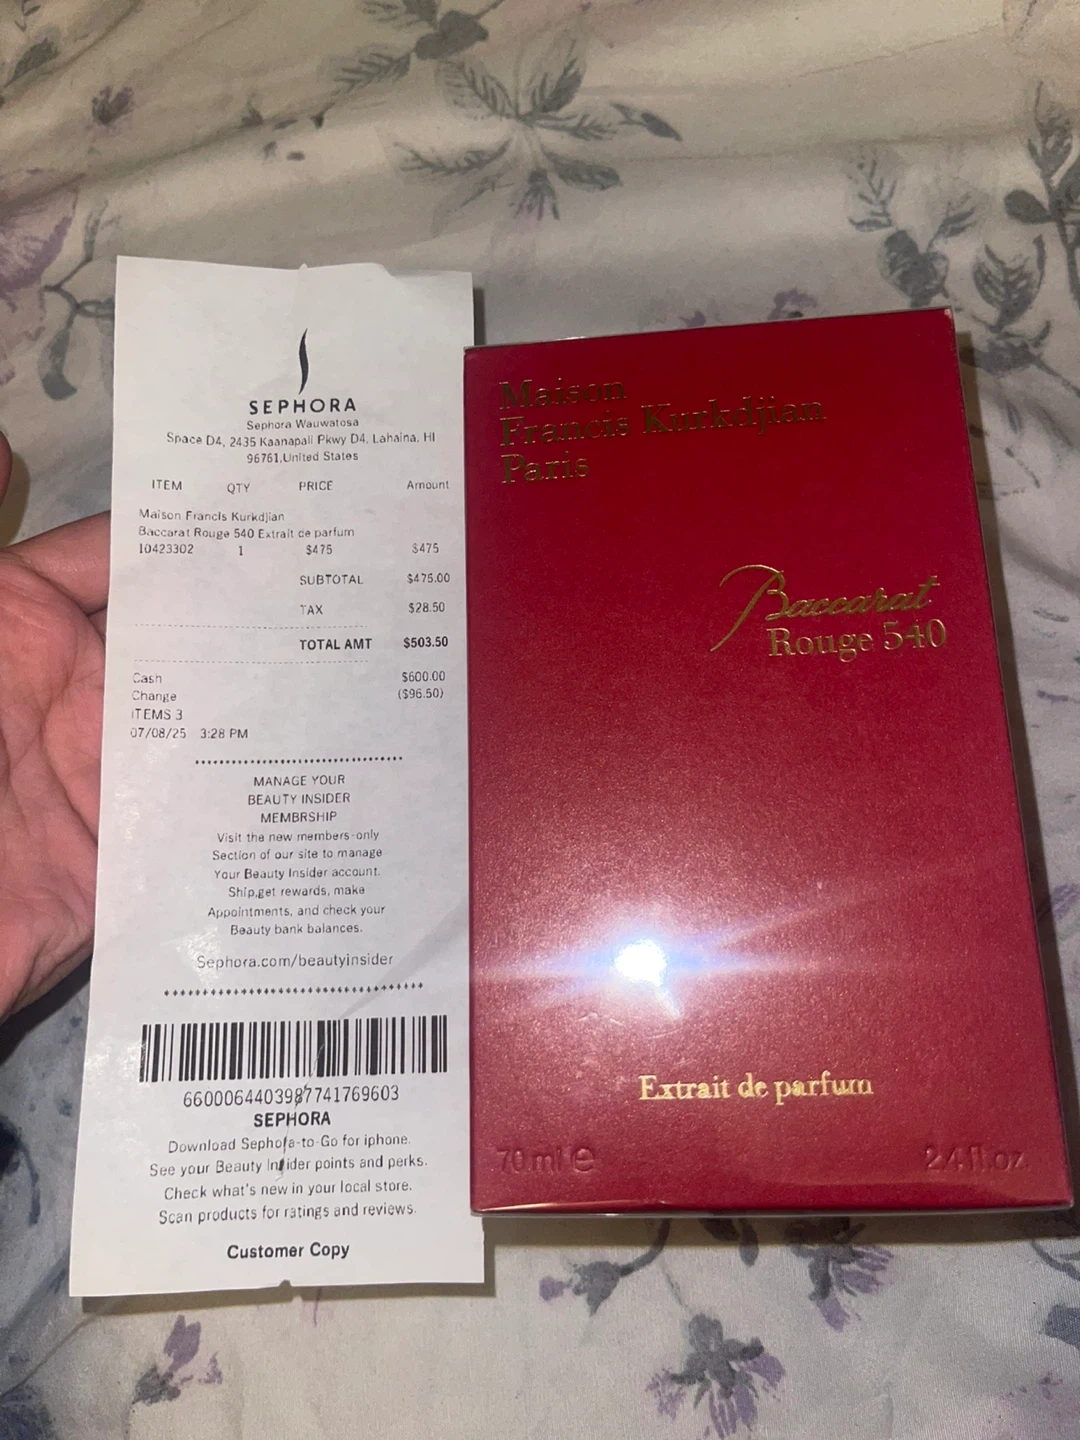 SEPHORA
Sephora Wauwatosa
Space D4, 2435 Kaanapali Pkwy D4, Lahaina, HI
96761,United States
ITEM QTY PRICE Amount
Maison Francis Kurkdjian
Baccarat Rouge 540 Extrait de parfum
10423302 1 $475 $475
SUBTOTAL $475.00
TAX $28.50
TOTAL AMT $503.50
Cash $600.00
Change ($96.50)
ITEMS 3
07/08/25 3:28 PM
MANAGE YOUR
BEAUTY INSIDER
MEMBRSHIP
Visit the new members-only
Section of our site to manage
Your Beauty Insider account.
Ship,get rewards, make
Appointments, and check your
Beauty bank balances.
Sephora.com/beautyinsider
6600064403987741769603
SEPHORA
Download Sephora-to-Go for iphone.
See your Beauty Insider points and perks.
Check what's new in your local store.
Scan products for ratings and reviews.
Customer Copy
Maison
Francis Kurkdjian
Paris
Baccarat
Rouge 540
Extrait de parfum
70 ml e 2.4 fl.oz.